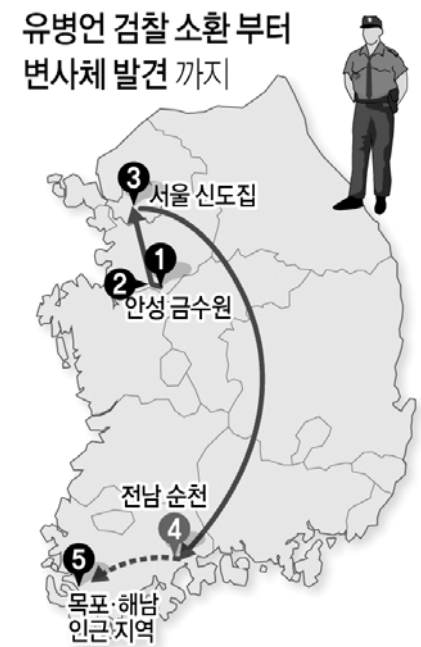 유병언 검찰 소환 부터
변사체 발견 까지
3
서울 신도집
1
2
안성 금수원
전남 순천
4
5
목포·해남
인근 지역